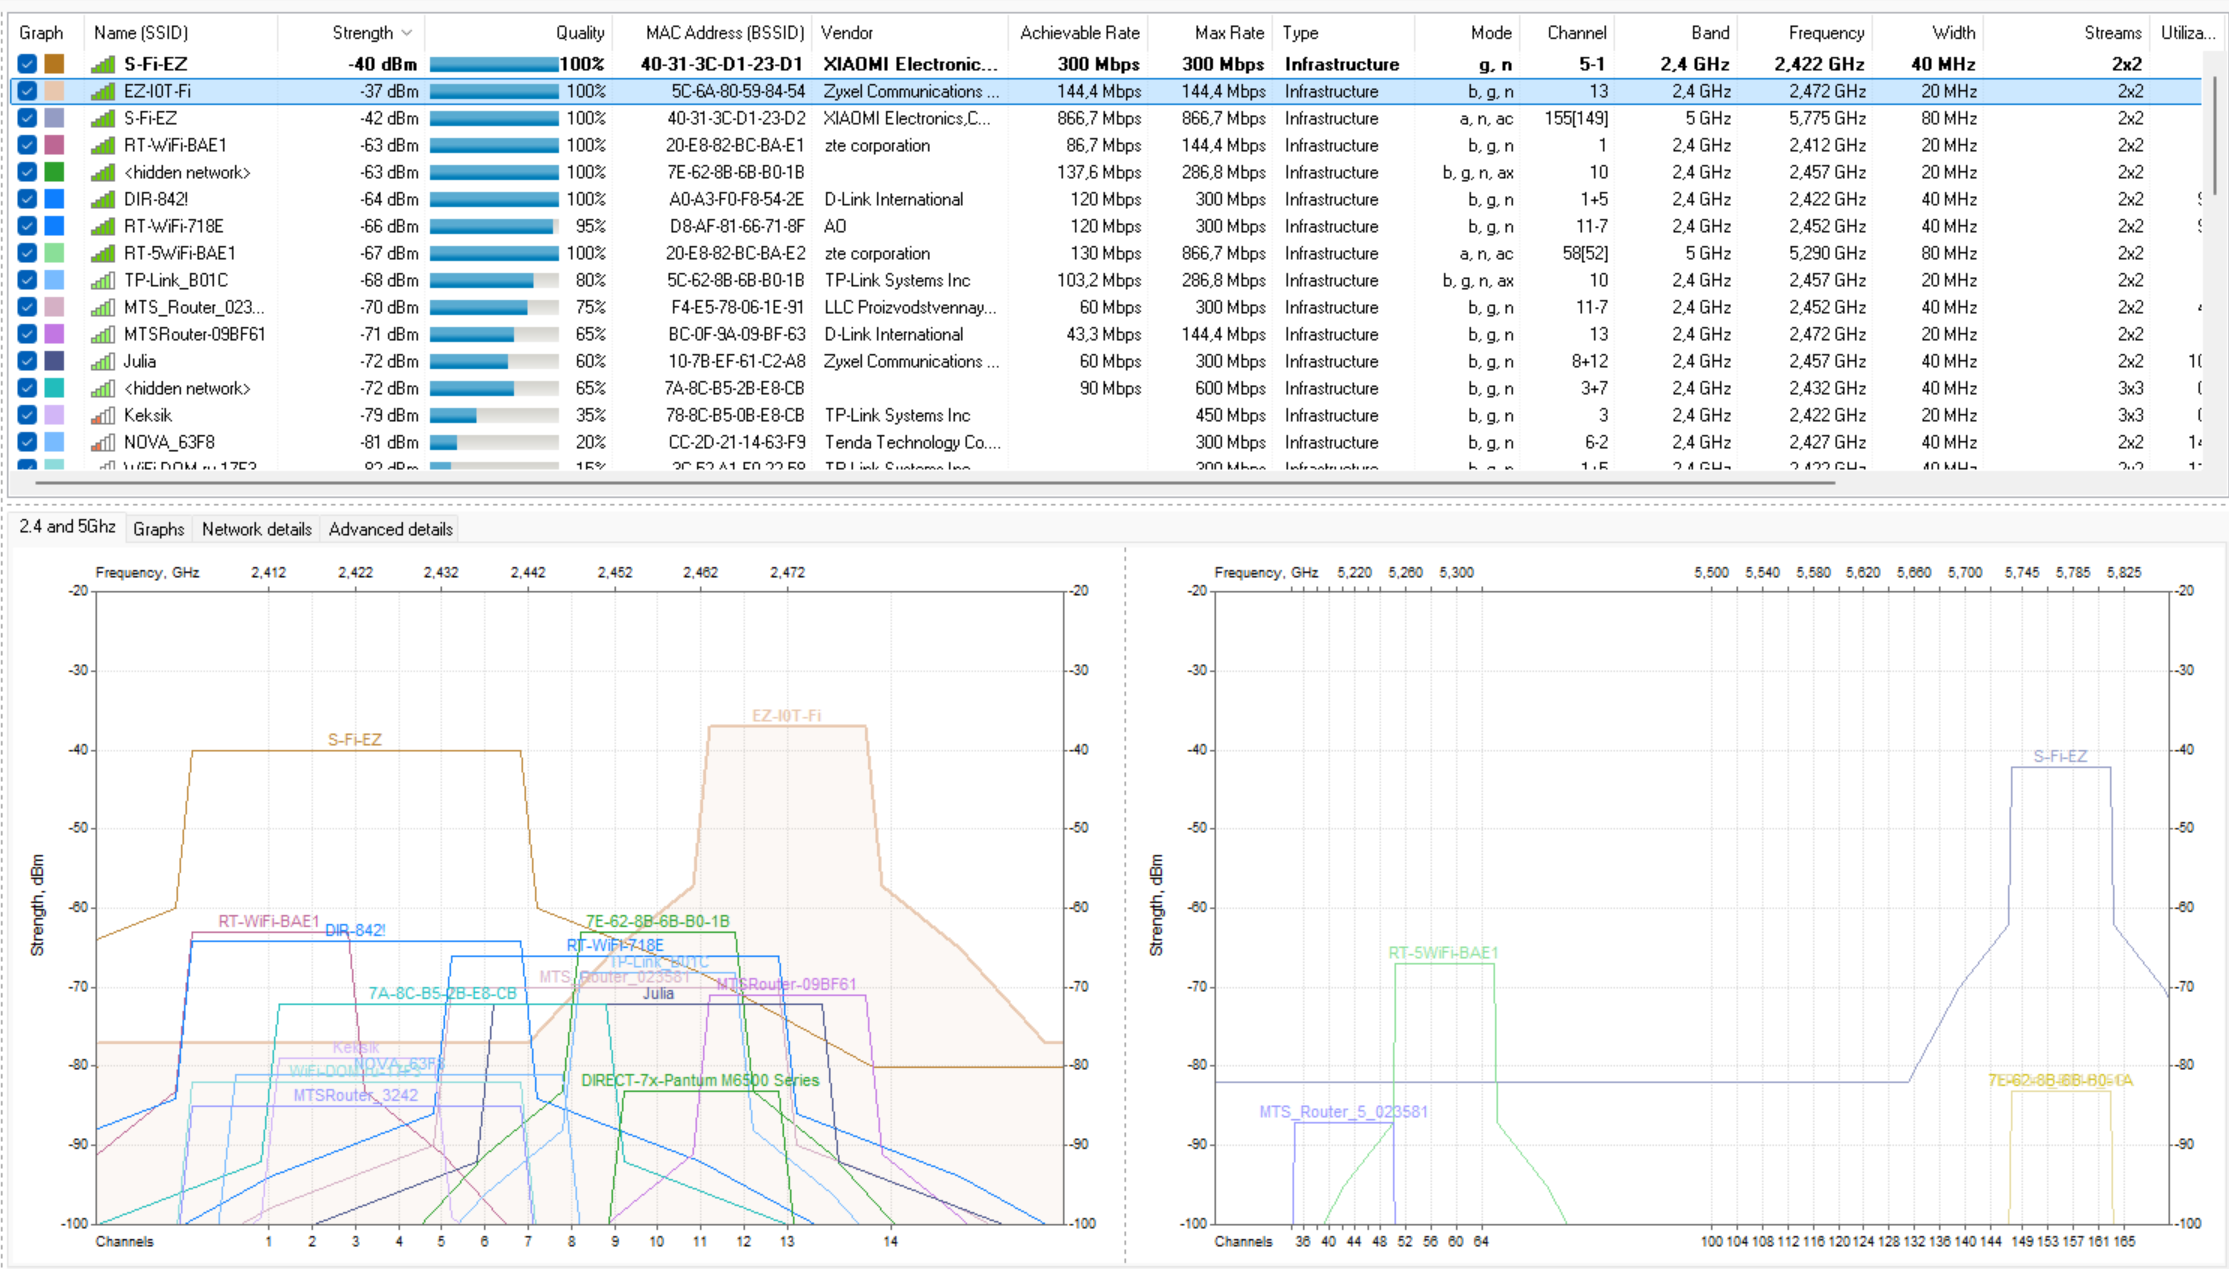 Graph Name (SSID) Strength Quality MAC Address (BSSID) Vendor Achievable Rate Max Rate Type Mode Channel Band Frequency Width Streams Utiliza...
S-Fi-EZ -40 dBm 100% 40-31-3C-D1-23-D1 XIAOMI Electronic... 300 Mbps 300 Mbps Infrastructure g, n 5-1 2,4 GHz 2,422 GHz 40 MHz 2x2
EZ-I0T-Fi -37 dBm 100% 5C-6A-80-59-84-54 Zyxel Communications ... 144,4 Mbps 144,4 Mbps Infrastructure b, g, n 13 2,4 GHz 2,472 GHz 20 MHz 2x2
S-Fi-EZ -42 dBm 100% 40-31-3C-D1-23-D2 XIAOMI Electronics,C... 866,7 Mbps 866,7 Mbps Infrastructure a, n, ac 155[149] 5 GHz 5,775 GHz 80 MHz 2x2
RT-WiFi-BAE1 -63 dBm 100% 20-E8-82-BC-BA-E1 zte corporation 86,7 Mbps 144,4 Mbps Infrastructure b, g, n 1 2,4 GHz 2,412 GHz 20 MHz 2x2
<hidden network> -63 dBm 100% 7E-62-8B-6B-B0-1B 137,6 Mbps 286,8 Mbps Infrastructure b, g, n, ax 10 2,4 GHz 2,457 GHz 20 MHz 2x2
DIR-842! -64 dBm 100% A0-A3-F0-F8-54-2E D-Link International 120 Mbps 300 Mbps Infrastructure b, g, n 1+5 2,4 GHz 2,422 GHz 40 MHz 2x2
RT-WiFi-718E -66 dBm 95% D8-AF-81-66-71-8F AO 120 Mbps 300 Mbps Infrastructure b, g, n 11-7 2,4 GHz 2,452 GHz 40 MHz 2x2
RT-5WiFi-BAE1 -67 dBm 100% 20-E8-82-BC-BA-E2 zte corporation 130 Mbps 866,7 Mbps Infrastructure a, n, ac 58[52] 5 GHz 5,290 GHz 80 MHz 2x2
TP-Link_B01C -68 dBm 80% 5C-62-8B-6B-B0-1B TP-Link Systems Inc 103,2 Mbps 286,8 Mbps Infrastructure b, g, n, ax 10 2,4 GHz 2,457 GHz 20 MHz 2x2
MTS_Router_023... -70 dBm 75% F4-E5-78-06-1E-91 LLC Proizvodstvennay... 60 Mbps 300 Mbps Infrastructure b, g, n 11-7 2,4 GHz 2,452 GHz 40 MHz 2x2
MTSRouter-09BF61 -71 dBm 65% BC-0F-9A-09-BF-63 D-Link International 43,3 Mbps 144,4 Mbps Infrastructure b, g, n 13 2,4 GHz 2,472 GHz 20 MHz 2x2
Julia -72 dBm 60% 10-7B-EF-61-C2-A8 Zyxel Communications ... 60 Mbps 300 Mbps Infrastructure b, g, n 8+12 2,4 GHz 2,457 GHz 40 MHz 2x2
<hidden network> -72 dBm 65% 7A-8C-B5-2B-E8-CB 90 Mbps 600 Mbps Infrastructure b, g, n 3+7 2,4 GHz 2,432 GHz 40 MHz 3x3
Keksik -79 dBm 35% 78-8C-B5-0B-E8-CB TP-Link Systems Inc 450 Mbps Infrastructure b, g, n 3 2,4 GHz 2,422 GHz 20 MHz 3x3
NOVA_63F8 -81 dBm 20% CC-2D-21-14-63-F9 Tenda Technology Co.... 300 Mbps Infrastructure b, g, n 6-2 2,4 GHz 2,427 GHz 40 MHz 2x2
2.4 and 5Ghz Graphs Network details Advanced details
Frequency, GHz 2,412 2,422 2,432 2,442 2,452 2,462 2,472
-20 -20
-30 -30
EZ-I0T-Fi
S-Fi-EZ
-40 -40
-50 -50
Strength, dBm
-60 -60
RT-WiFi-BAE1 7E-62-8B-6B-B0-1B
DIR-842!
RT-WiFi-718E
TP-Link_B01C
MTS_Router_023581
MTSRouter-09BF61
-70 -70
7A-8C-B5-2B-E8-CB Julia
Keksik
NOVA_63F8
-80 -80
DIRECT-7x-Pantum M6500 Series
MTSRouter_3242
-90 -90
-100 -100
Channels 1 2 3 4 5 6 7 8 9 10 11 12 13 14
Frequency, GHz 5,220 5,260 5,300 5,500 5,540 5,580 5,620 5,660 5,700 5,745 5,785 5,825
-20 -20
-30 -30
-40 -40
S-Fi-EZ
-50 -50
Strength, dBm
-60 -60
RT-5WiFi-BAE1
-70 -70
-80 -80
7E-62-8B-6B-B0-1A
MTS_Router_5_023581
-90 -90
-100 -100
Channels 36 40 44 48 52 56 60 64 100 104 108 112 116 120 124 128 132 136 140 144 149 153 157 161 165